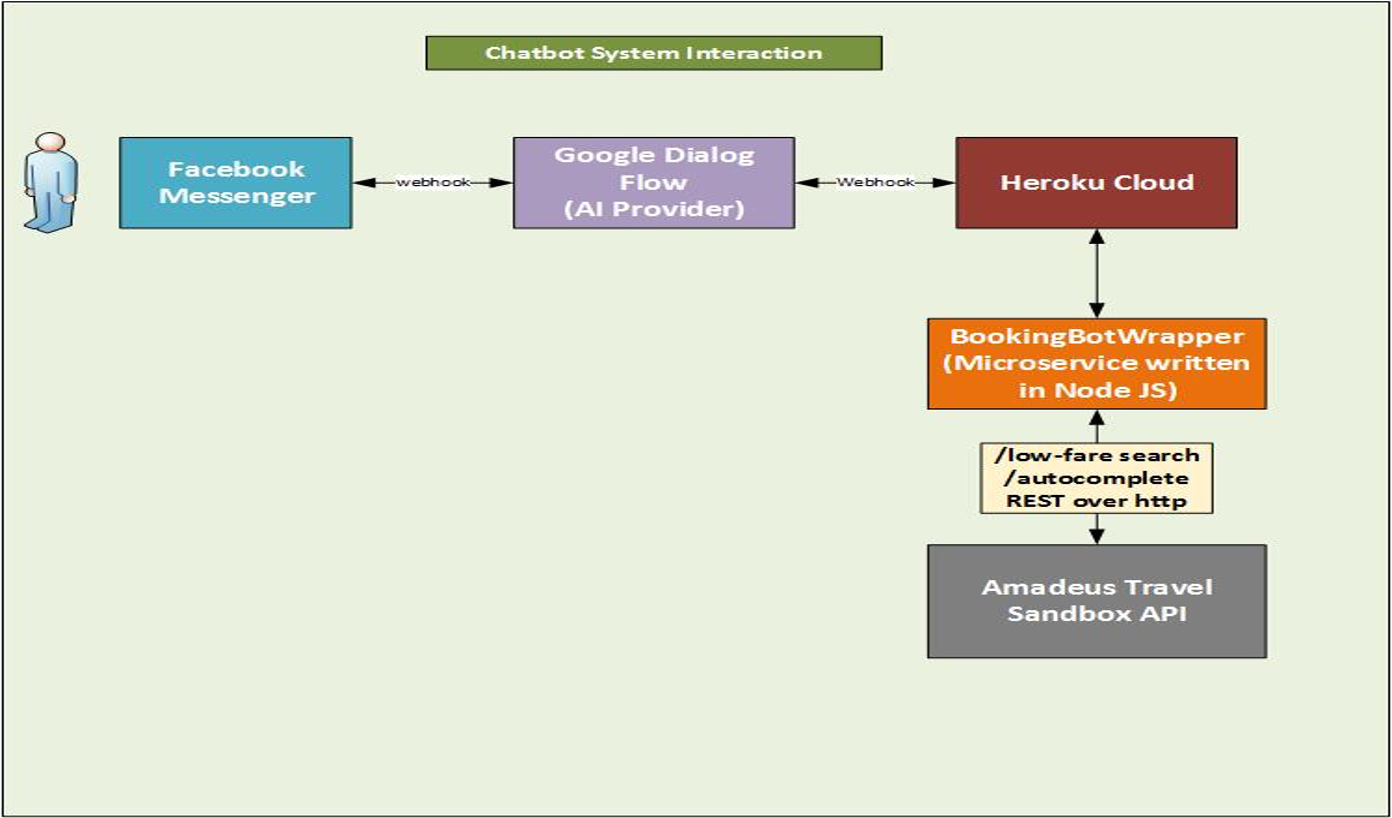 Chatbot System Interaction
Facebook
Messenger
webhook
Google Dialog
Flow
(AI Provider)
Webhook
Heroku Cloud
BookingBotWrapper
(Microservice written
in Node JS)
/low-fare search
/autocomplete
REST over http
Amadeus Travel
Sandbox API